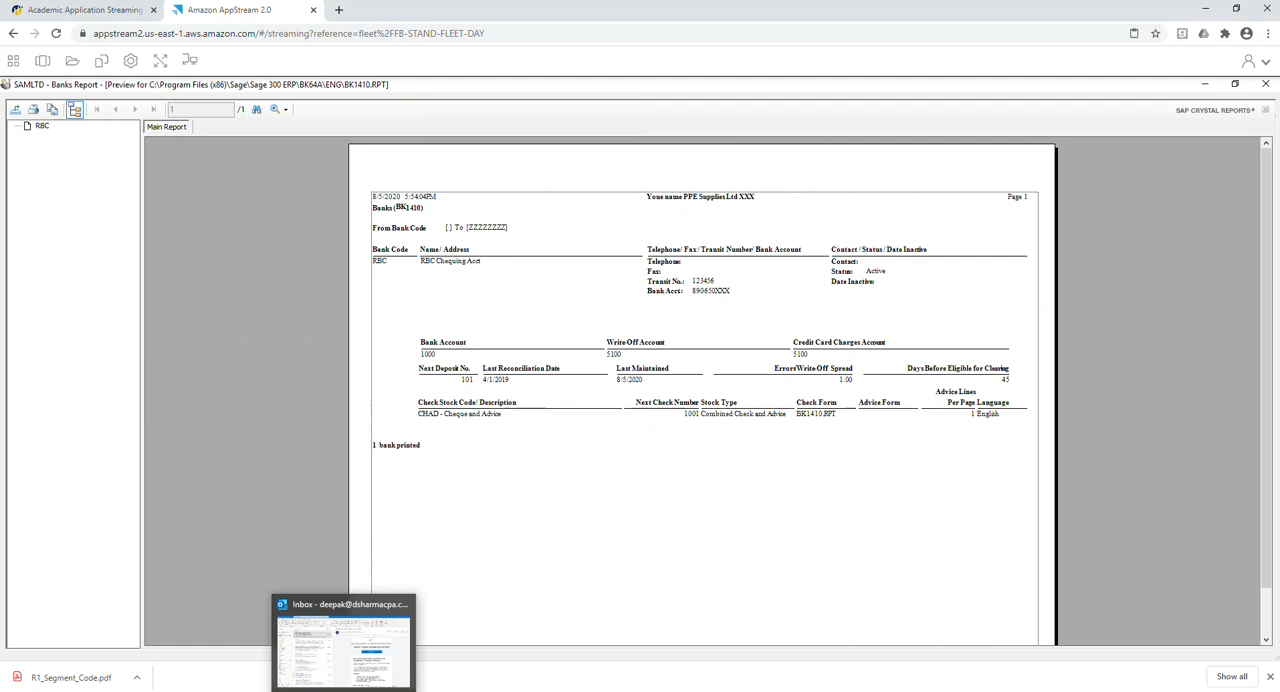 Academic Application Streaming
Amazon AppStream 2.0
appstream2.us-east-1.aws.amazon.com/#/streaming?reference=fleet%2FFB-STAND-FLEET-DAY
SAMLTD - Banks Report - [Preview for C:\Program Files (x86)\Sage\Sage 300 ERP\BK64A\ENG\BK1410.RPT]
1 /1 SAP CRYSTAL REPORTS®
RBC
Main Report
8/5/2020 5:54:04PM Your name PPE Supplies Ltd XXX Page 1
Banks (BK1410)
From Bank Code [ ] To [ZZZZZZZZ]
Bank Code Name/ Address Telephone/ Fax / Transit Number/ Bank Account Contact / Status / Date Inactive
RBC RBC Chequing Acct Telephone: Contact:
Fax: Status: Active
Transit No.: 123456 Date Inactive:
Bank Acct: 890650XXX
Bank Account Write-Off Account Credit Card Charges Account
1000 5100 5100
Next Deposit No. Last Reconciliation Date Last Maintained Errors/Write-Off Spread Days Before Eligible for Clearing
101 4/1/2019 8/5/2020 1.00 45
Advice Lines
Check Stock Code/ Description Next Check Number Stock Type Check Form Advice Form Per Page Language
CHAD - Cheque and Advice 1001 Combined Check and Advice BK1410.RPT 1 English
1 bank printed
Inbox - deepak@dsharmacpa.c...
R1_Segment_Code.pdf
Show all